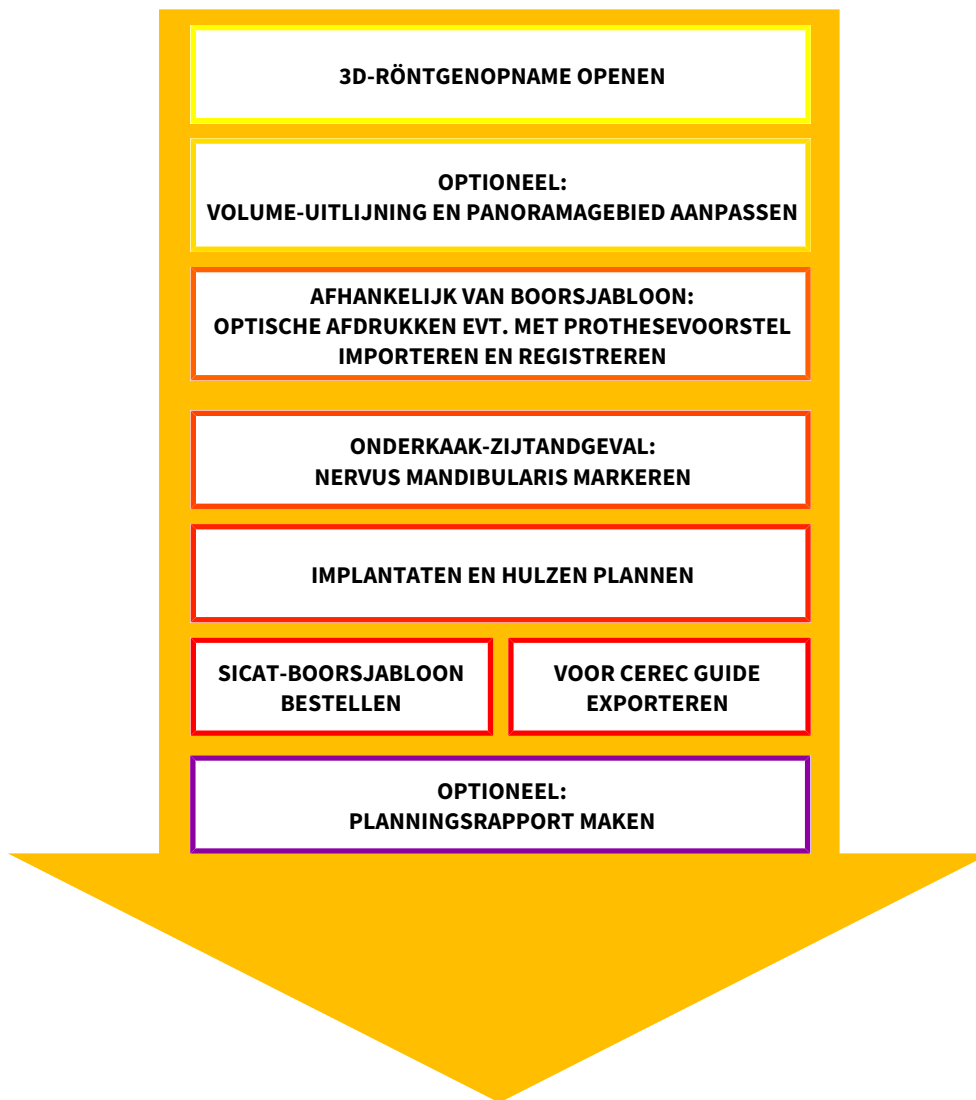 3D-RÖNTGENOPNAME OPENEN
OPTIONEEL:
VOLUME-UITLIJNING EN PANORAMAGEBIED AANPASSEN
AFHANKELIJK VAN BOORSJABLOON:
OPTISCHE AFDRUKKEN EVT. MET PROTHESEVOORSTEL
IMPORTEREN EN REGISTREREN
ONDERKAAK-ZIJTANDGEVAL:
NERVUS MANDIBULARIS MARKEREN
IMPLANTATEN EN HULZEN PLANNEN
SICAT-BOORSJABLOON
BESTELLEN
VOOR CEREC GUIDE
EXPORTEREN
OPTIONEEL:
PLANNINGSRAPPORT MAKEN